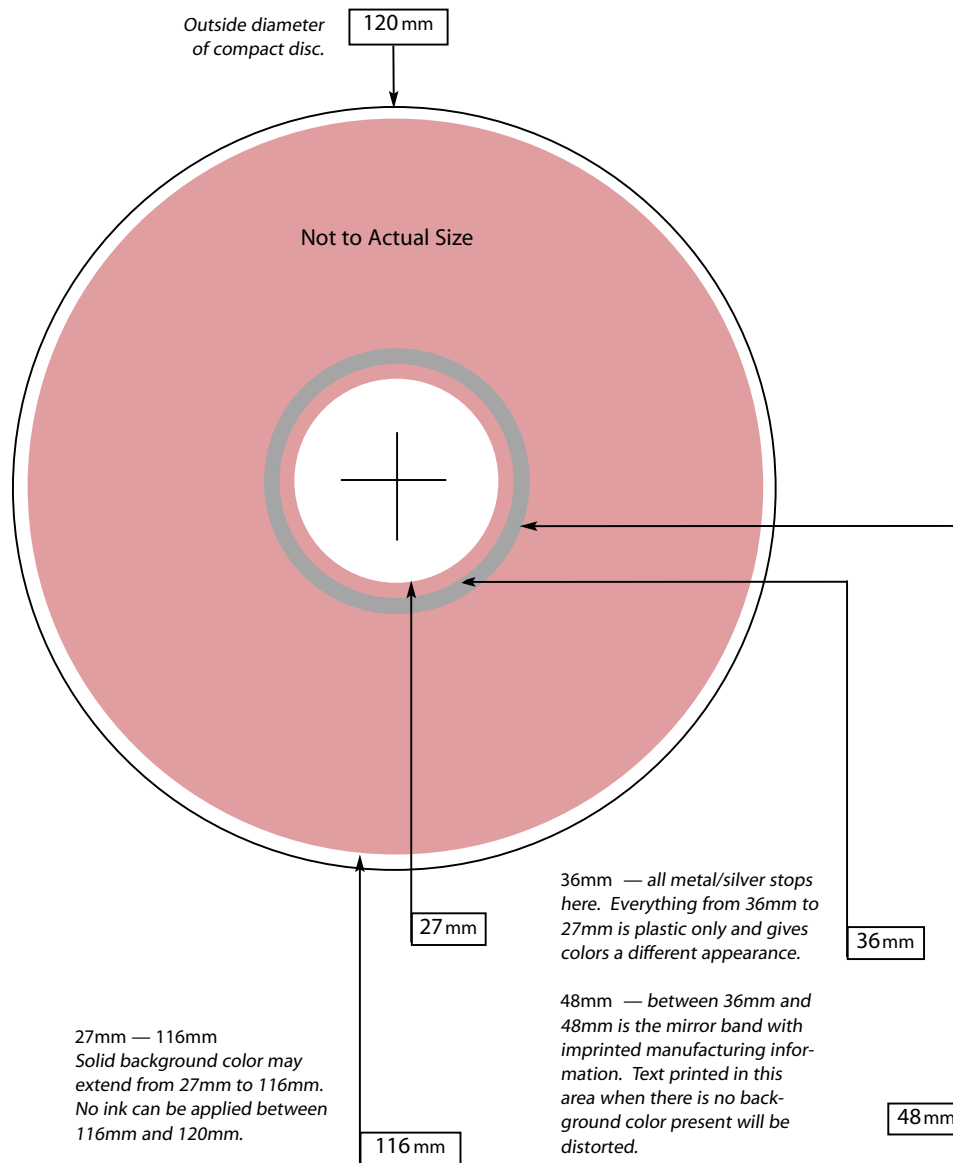 Outside diameter
of compact disc.
120 mm
Not to Actual Size
36mm — all metal/silver stops
here. Everything from 36mm to
27mm is plastic only and gives
colors a different appearance.
27 mm
36 mm
48mm — between 36mm and
48mm is the mirror band with
imprinted manufacturing infor-
mation. Text printed in this
area when there is no back-
ground color present will be
distorted.
27mm — 116mm
Solid background color may
extend from 27mm to 116mm.
No ink can be applied between
116mm and 120mm.
48 mm
116 mm